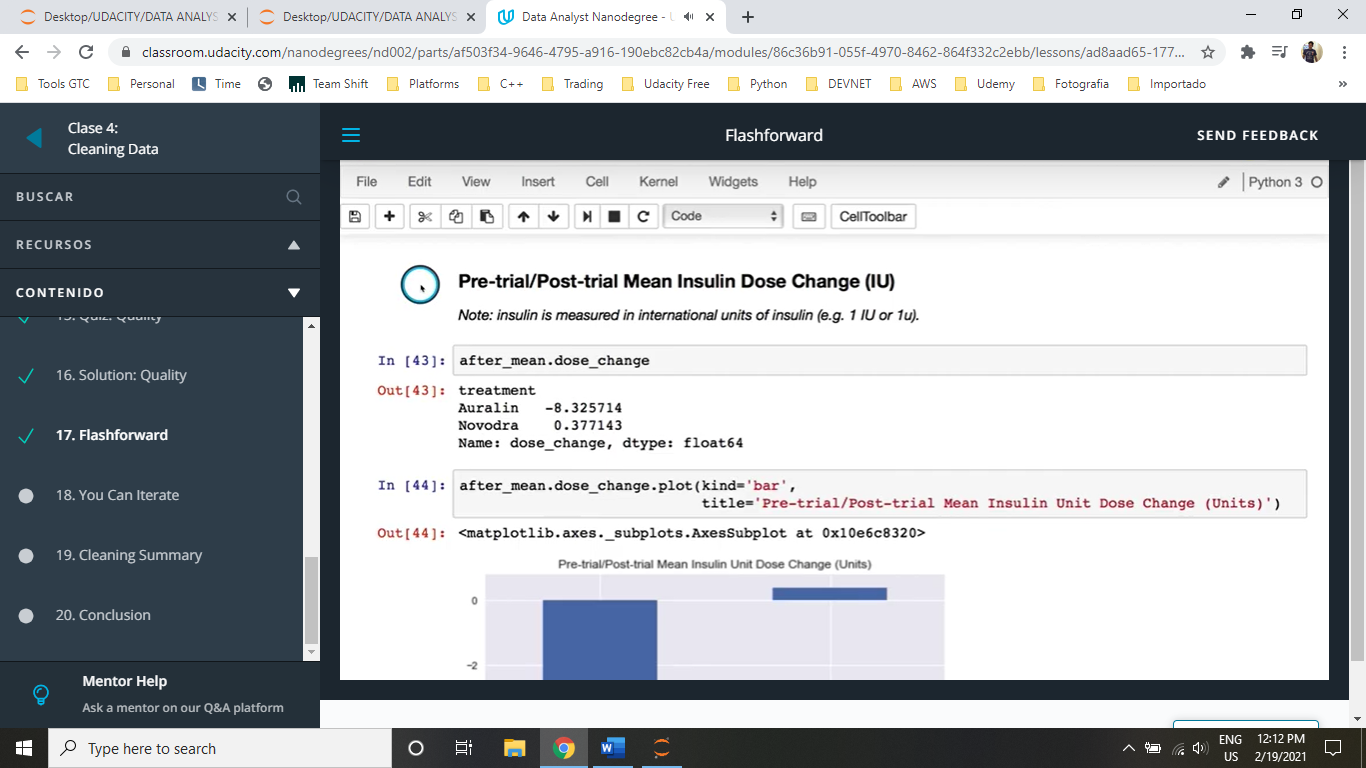 Desktop/UDACITY/DATA ANALYS
Desktop/UDACITY/DATA ANALYS
Data Analyst Nanodegree -
classroom.udacity.com/nanodegrees/nd002/parts/af503f34-9646-4795-a916-190ebc82cb4a/modules/86c36b91-055f-4970-8462-864f332c2ebb/lessons/ad8aad65-177...
Tools GTC
Personal
Time
Team Shift
Platforms
C++
Trading
Udacity Free
Python
DEVNET
AWS
Udemy
Fotografia
Importado
»
Clase 4:
Cleaning Data
Flashforward
SEND FEEDBACK
BUSCAR
RECURSOS
CONTENIDO
15. Quiz: Quality
16. Solution: Quality
17. Flashforward
18. You Can Iterate
19. Cleaning Summary
20. Conclusion
Mentor Help
Ask a mentor on our Q&A platform
File Edit View Insert Cell Kernel Widgets Help
Python 3
Code
CellToolbar
Pre-trial/Post-trial Mean Insulin Dose Change (IU)
Note: insulin is measured in international units of insulin (e.g. 1 IU or 1u).
In [43]: after_mean.dose_change
Out[43]: treatment
Auralin -8.325714
Novodra 0.377143
Name: dose_change, dtype: float64
In [44]: after_mean.dose_change.plot(kind='bar',
title='Pre-trial/Post-trial Mean Insulin Unit Dose Change (Units)')
Out[44]: <matplotlib.axes._subplots.AxesSubplot at 0x10e6c8320>
Pre-trial/Post-trial Mean Insulin Unit Dose Change (Units)
0
−2
Type here to search
ENG
US
12:12 PM
2/19/2021